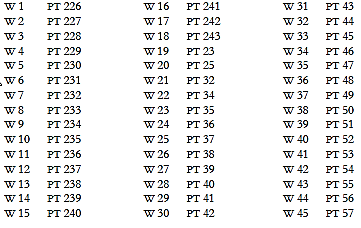 W 1 PT 226 W 16 PT 241 W 31 PT 43
W 2 PT 227 W 17 PT 242 W 32 PT 44
W 3 PT 228 W 18 PT 243 W 33 PT 45
W 4 PT 229 W 19 PT 23 W 34 PT 46
W 5 PT 230 W 20 PT 25 W 35 PT 47
W 6 PT 231 W 21 PT 32 W 36 PT 48
W 7 PT 232 W 22 PT 34 W 37 PT 49
W 8 PT 233 W 23 PT 35 W 38 PT 50
W 9 PT 234 W 24 PT 36 W 39 PT 51
W 10 PT 235 W 25 PT 37 W 40 PT 52
W 11 PT 236 W 26 PT 38 W 41 PT 53
W 12 PT 237 W 27 PT 39 W 42 PT 54
W 13 PT 238 W 28 PT 40 W 43 PT 55
W 14 PT 239 W 29 PT 41 W 44 PT 56
W 15 PT 240 W 30 PT 42 W 45 PT 57